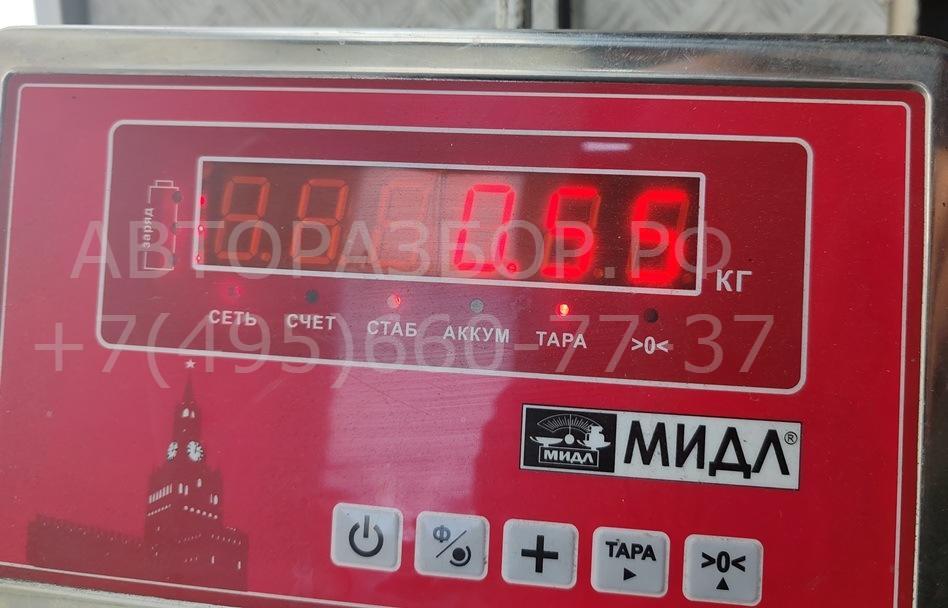 заряд
0.55
АВТОРАЗБОР.РФ
КГ
СЕТЬ СЧЕТ СТАБ АККУМ ТАРА >0<
+7(495)660-77-37
МИДЛ МИДЛ®
Ф ТАРА >0<